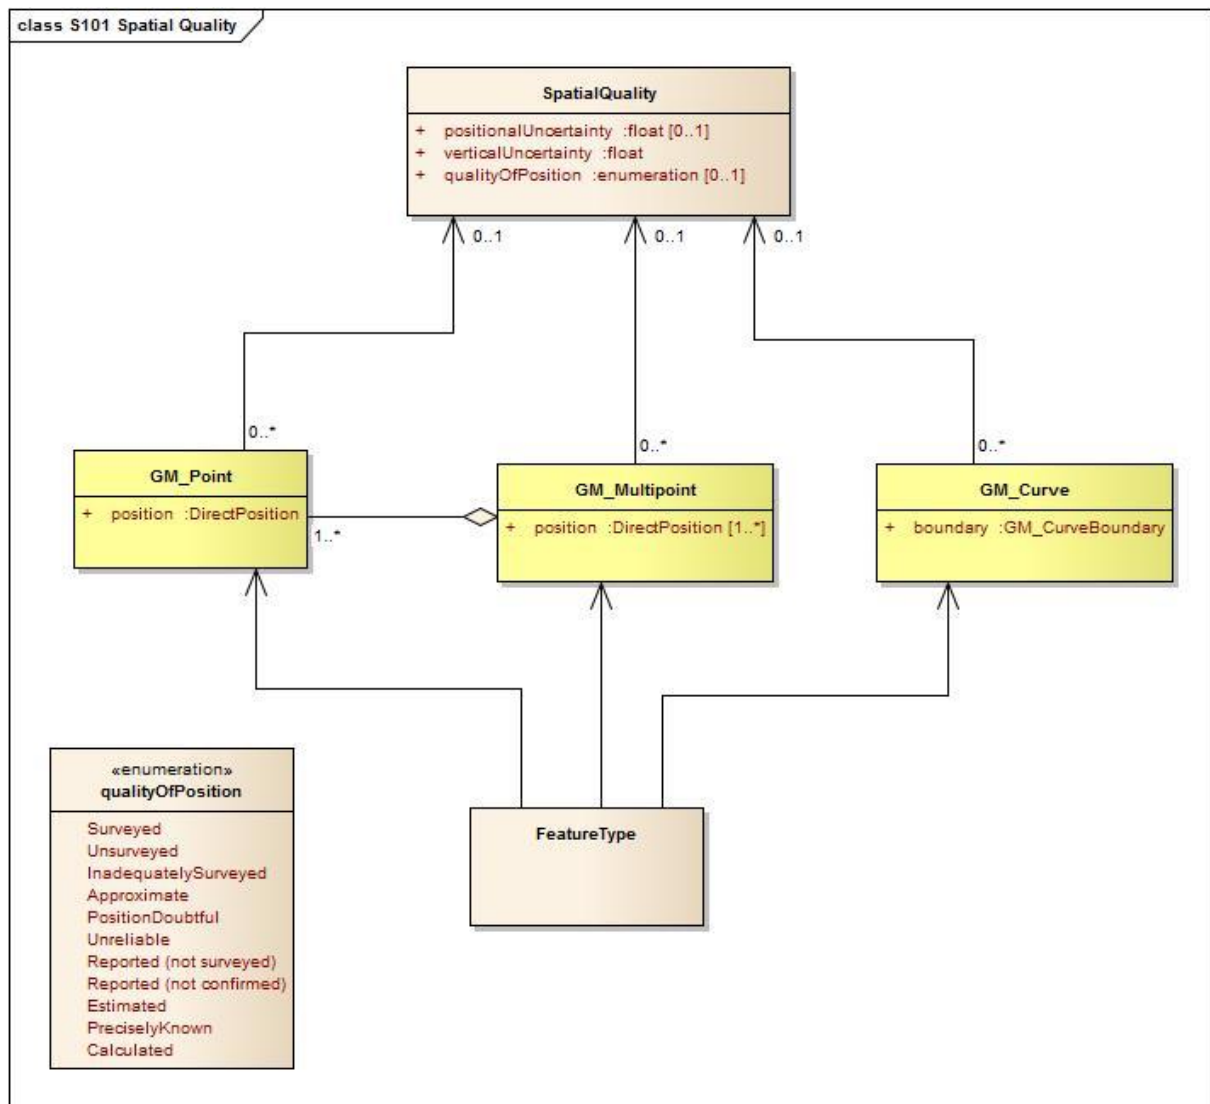 class S101 Spatial Quality
SpatialQuality
+ positionalUncertainty :float [0..1]
+ verticalUncertainty :float
+ qualityOfPosition :enumeration [0..1]
0..1
0..1
0..1
0..*
0..*
0..*
GM_Point
+ position :DirectPosition
1..*
GM_Multipoint
+ position :DirectPosition [1..*]
GM_Curve
+ boundary :GM_CurveBoundary
«enumeration»
qualityOfPosition
Surveyed
Unsurveyed
InadequatelySurveyed
Approximate
PositionDoubtful
Unreliable
Reported (not surveyed)
Reported (not confirmed)
Estimated
PreciselyKnown
Calculated
FeatureType